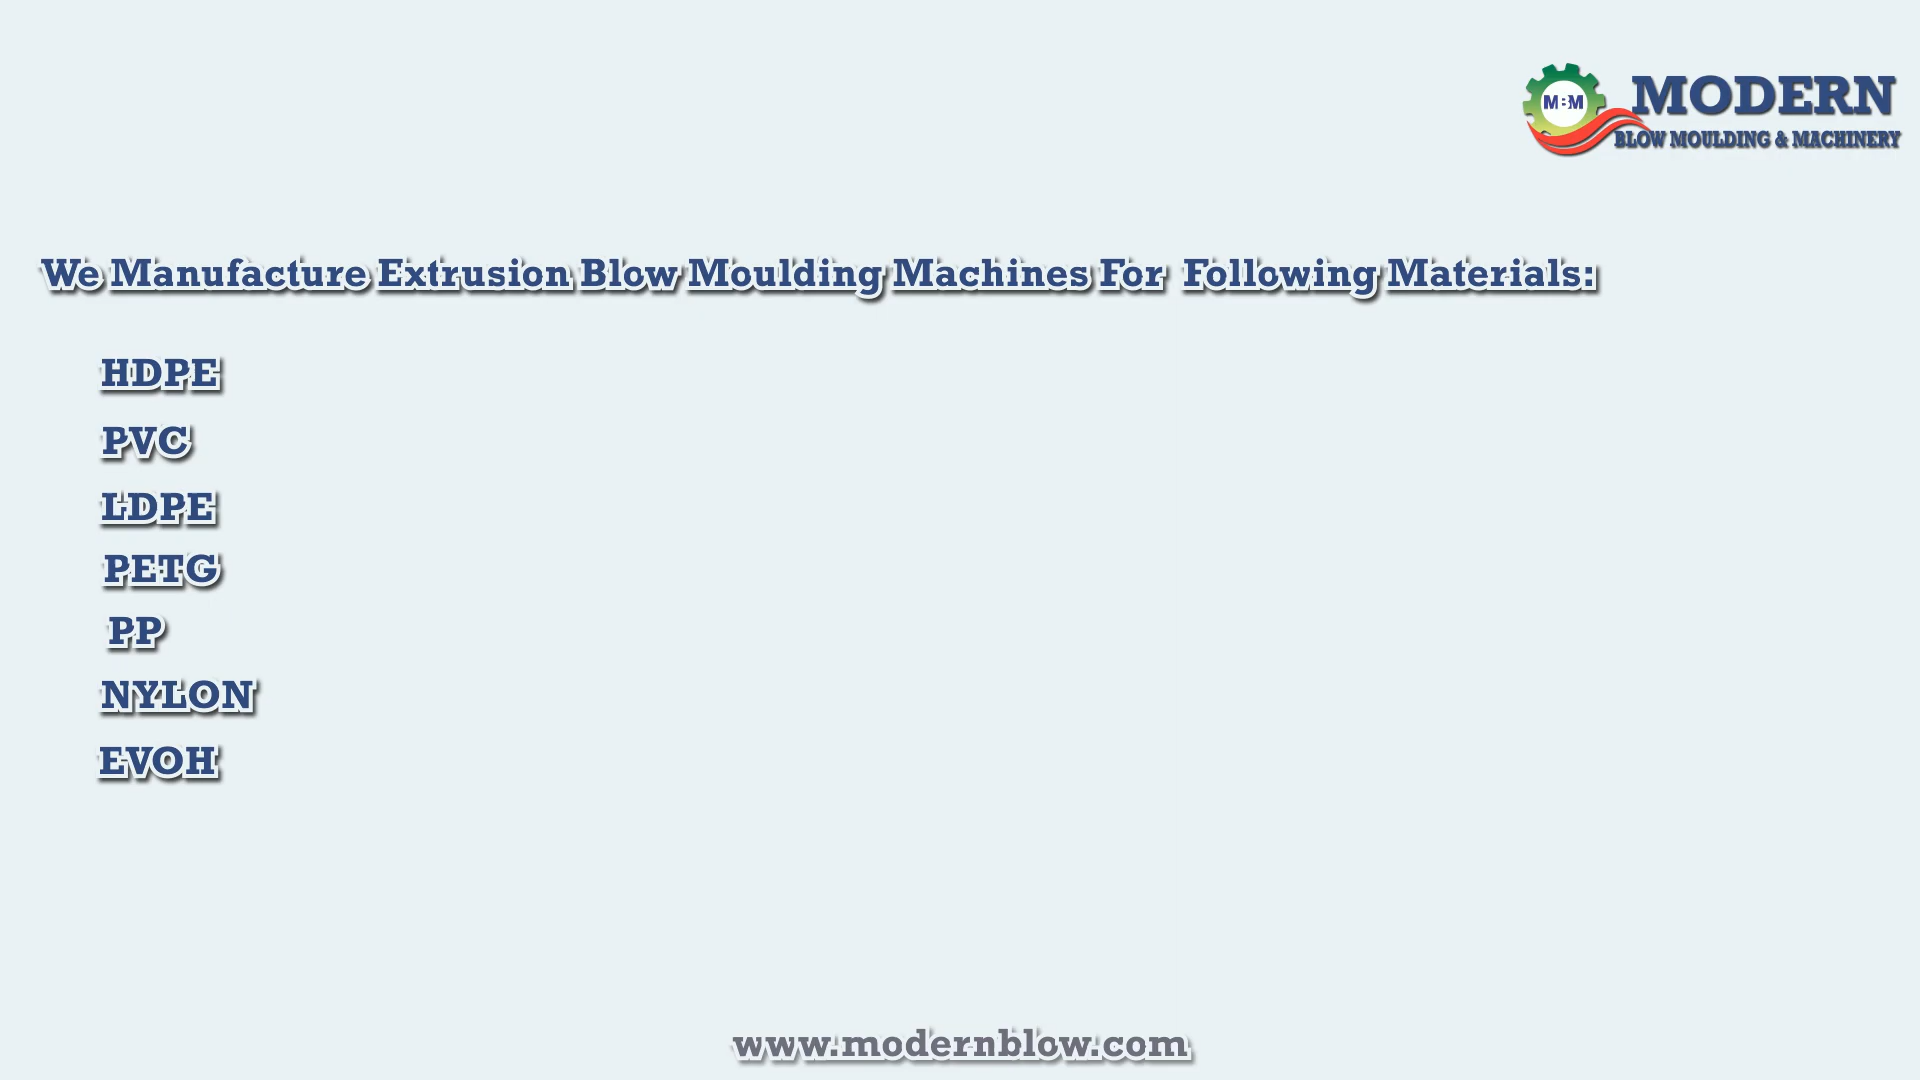 MBM
MODERN
BLOW MOULDING & MACHINERY
We Manufacture Extrusion Blow Moulding Machines For Following Materials:
HDPE
PVC
LDPE
PETG
PP
NYLON
EVOH
www.modernblow.com